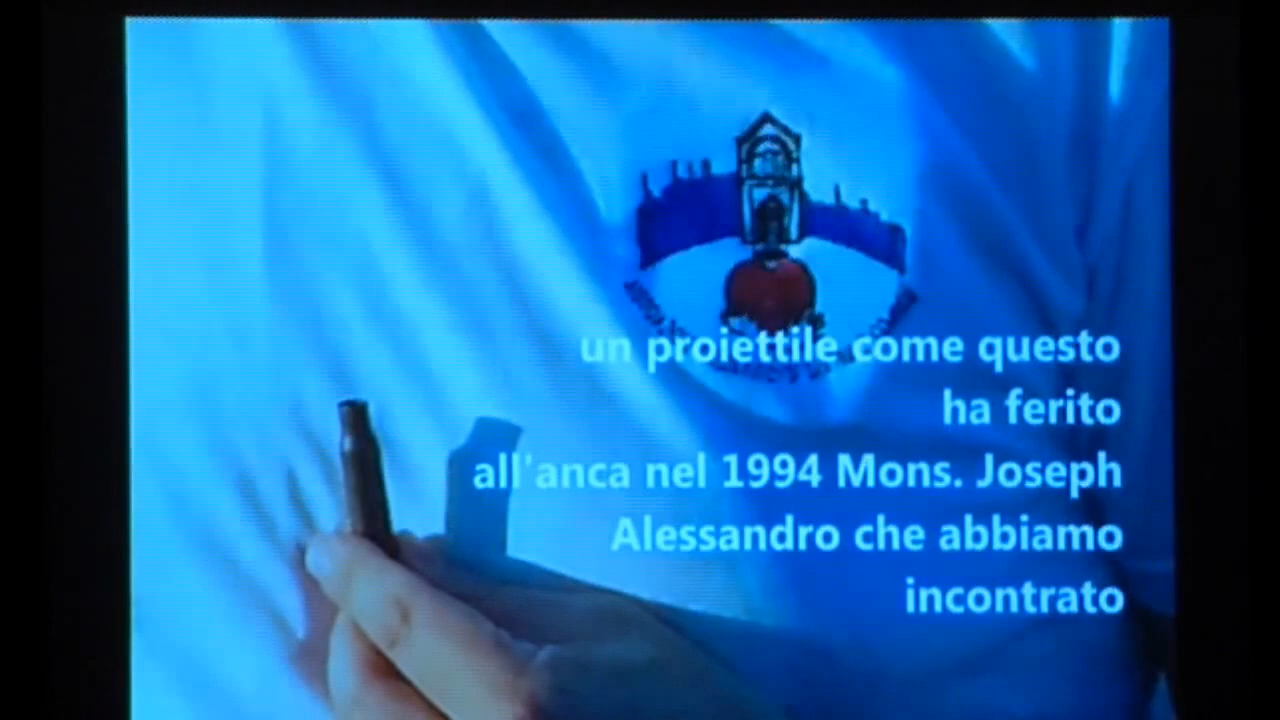 un proiettile come questo
ha ferito
all'anca nel 1994 Mons. Joseph
Alessandro che abbiamo
incontrato